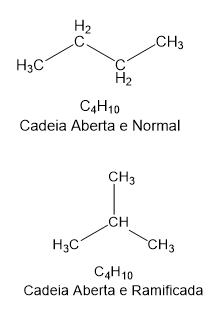 H2
C CH3
H3C C
H2
C4H10
Cadeia Aberta e Normal
CH3
CH
H3C CH3
C4H10
Cadeia Aberta e Ramificada